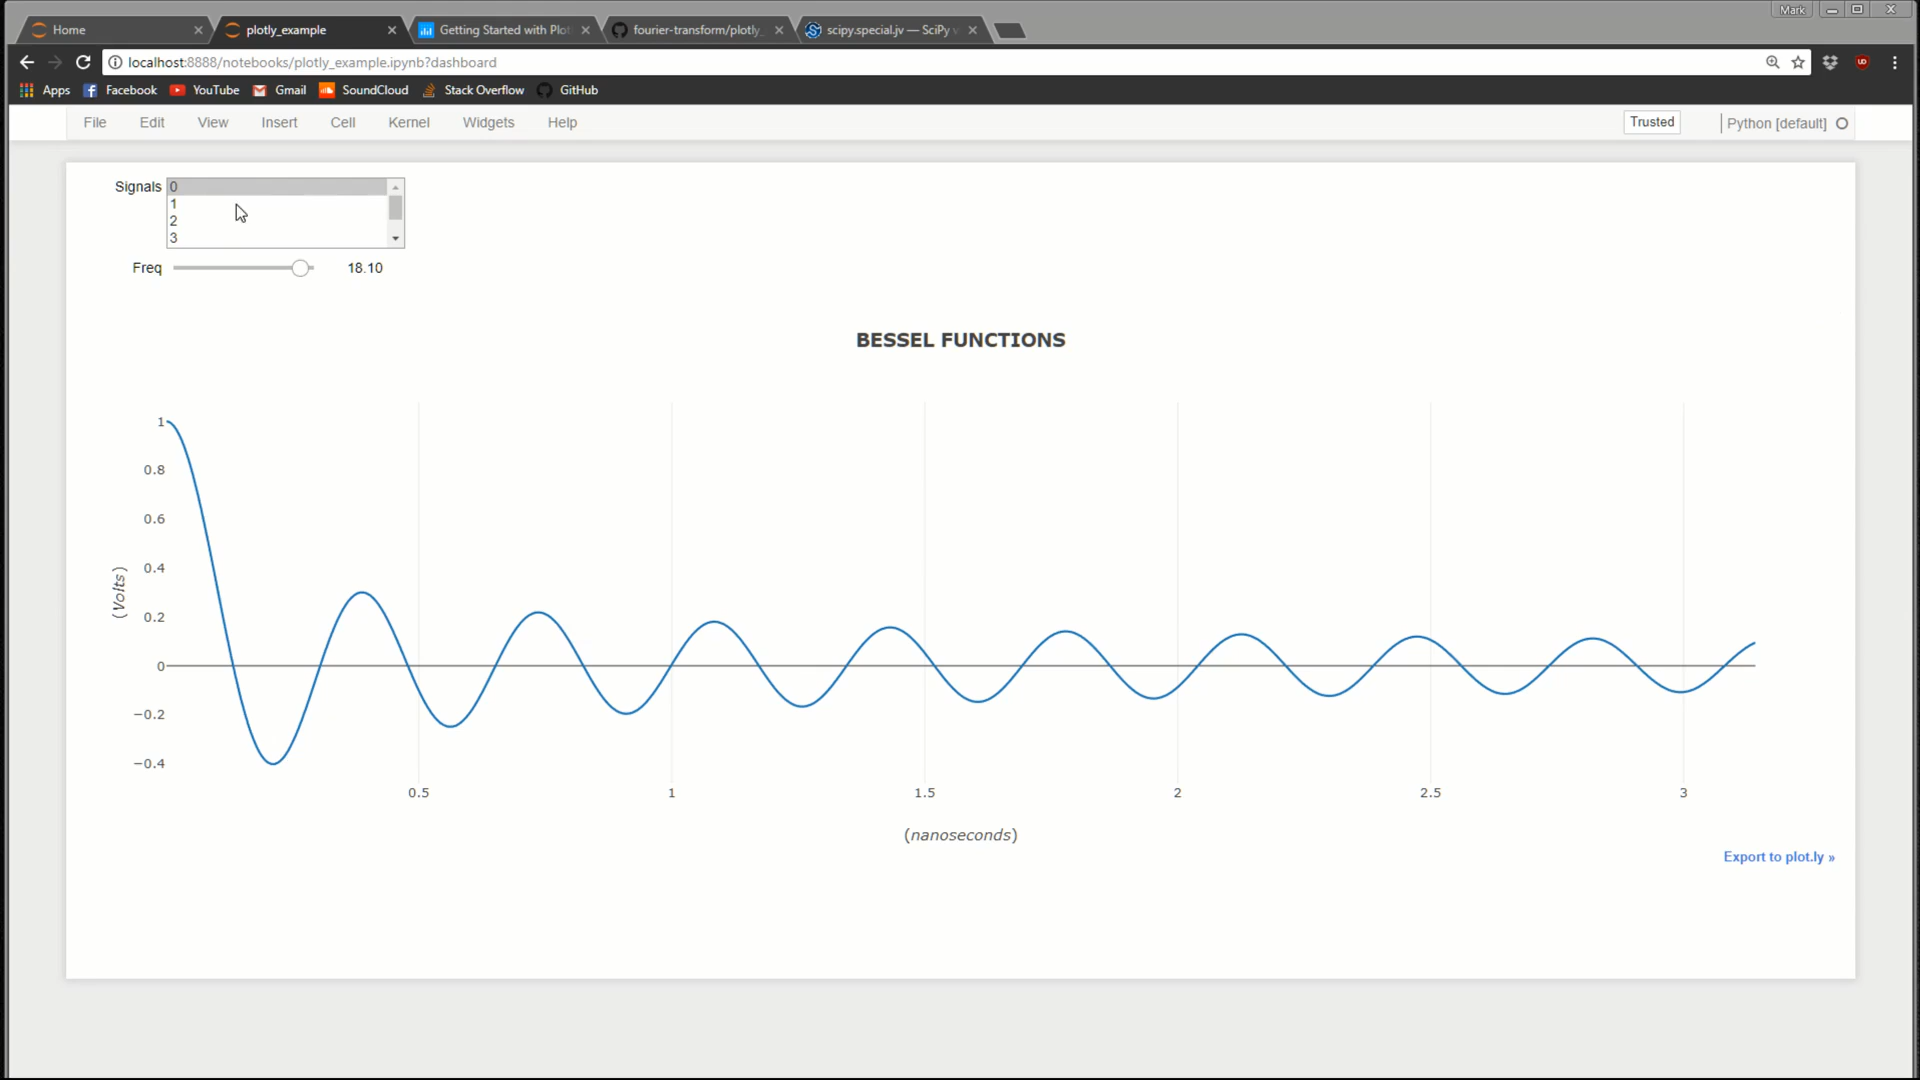 Mark
Home
plotly_example
Getting Started with Plot
fourier-transform/plotly_
scipy.special.jv — SciPy v
localhost:8888/notebooks/plotly_example.ipynb?dashboard
Apps Facebook YouTube Gmail SoundCloud Stack Overflow GitHub
File Edit View Insert Cell Kernel Widgets Help Trusted Python [default]
Signals 0
1
2
3
Freq 18.10
BESSEL FUNCTIONS
1
0.8
0.6
0.4
0.2
0
−0.2
−0.4
(Volts)
0.5 1 1.5 2 2.5 3
(nanoseconds)
Export to plot.ly »